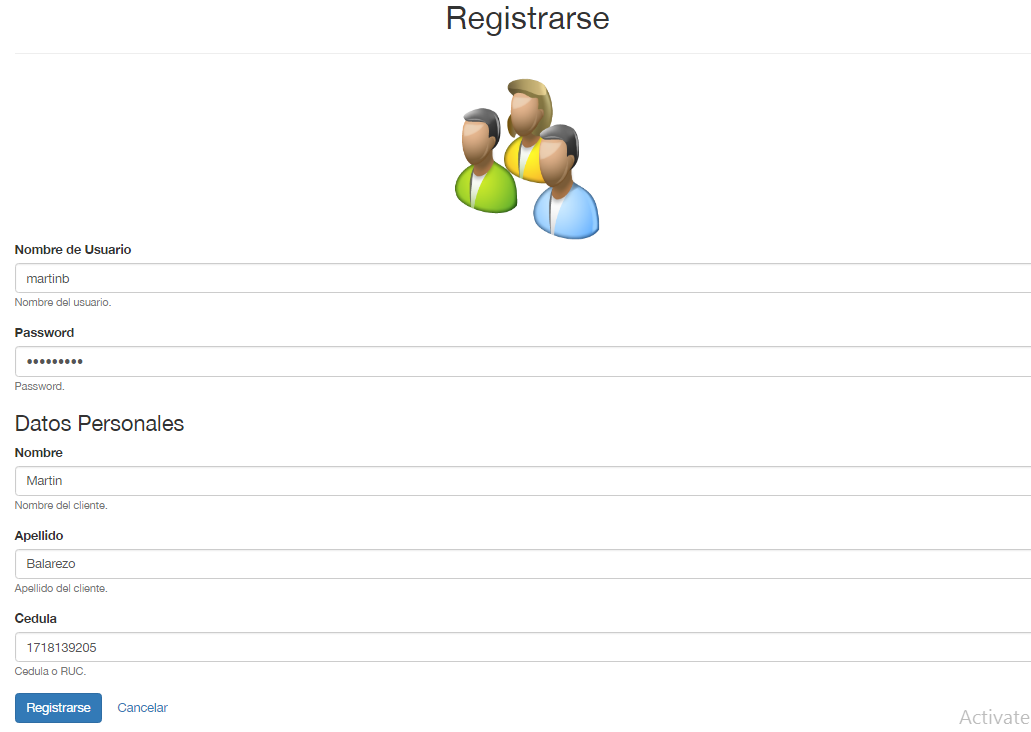 Registrarse
Nombre de Usuario
martinb
Nombre del usuario.
Password
•••••••••
Password.
Datos Personales
Nombre
Martin
Nombre del cliente.
Apellido
Balarezo
Apellido del cliente.
Cedula
1718139205
Cedula o RUC.
Registrarse Cancelar
Activate